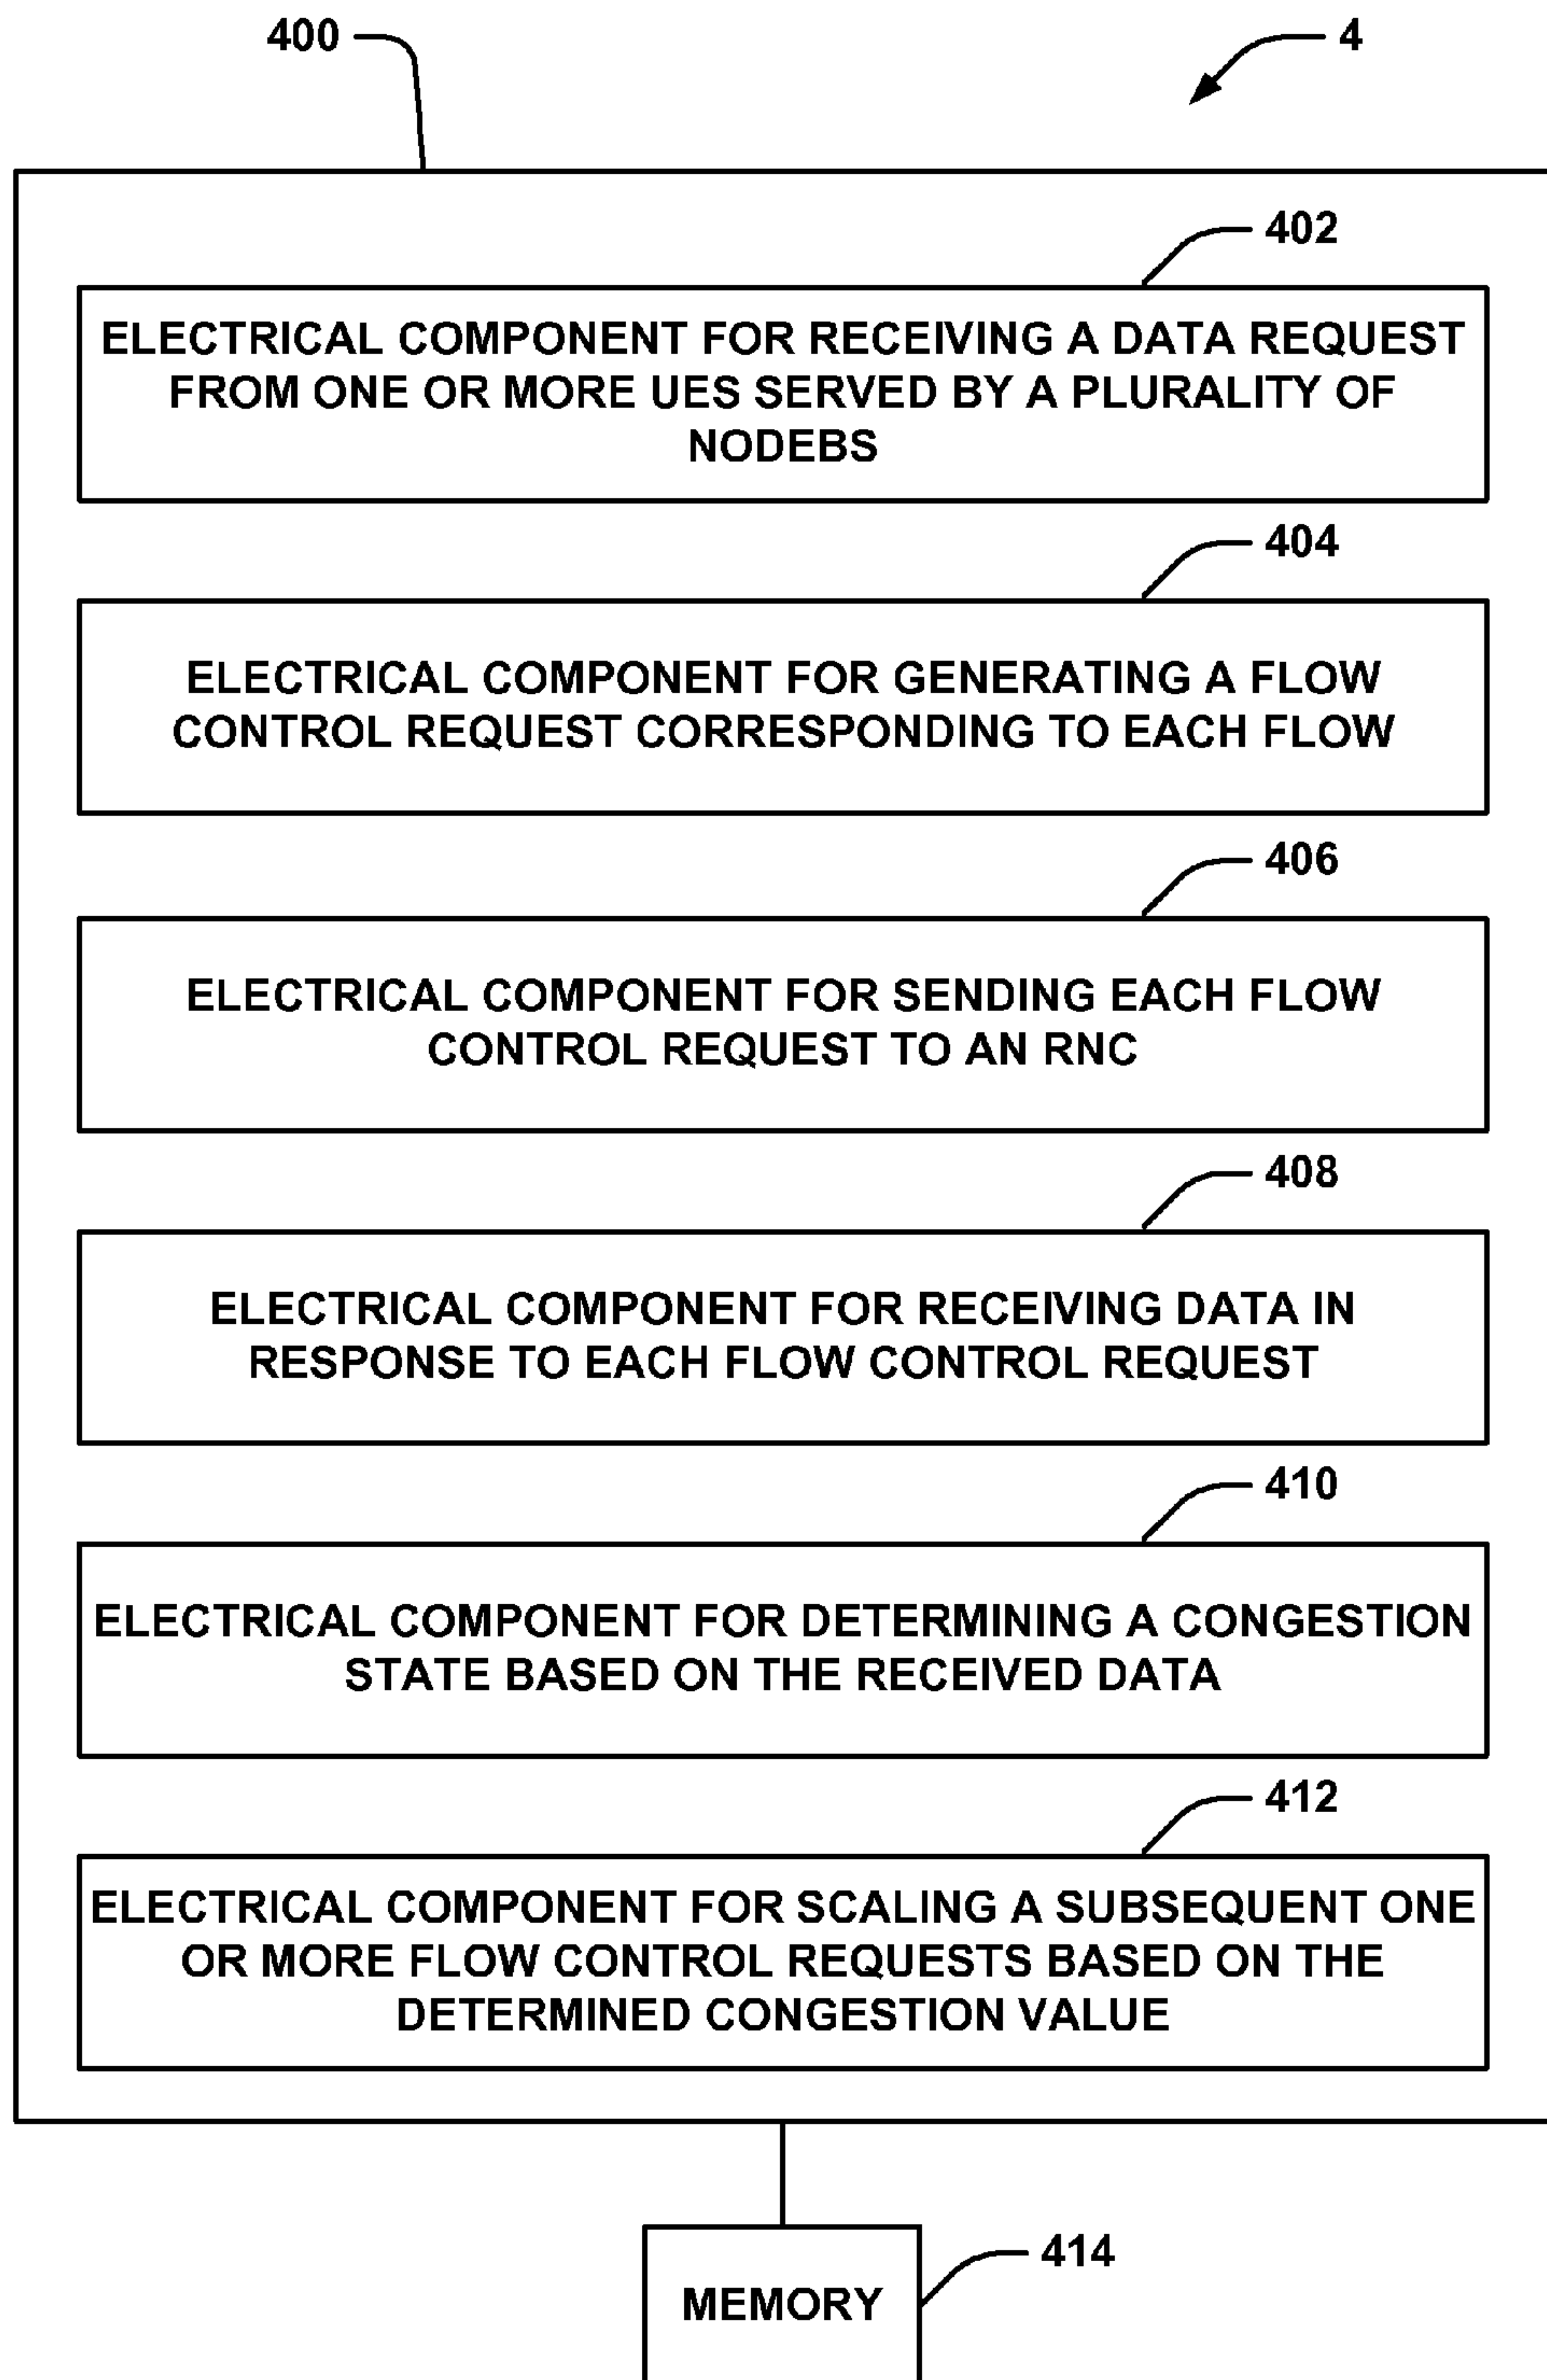 400
4
402
ELECTRICAL COMPONENT FOR RECEIVING A DATA REQUEST
FROM ONE OR MORE UES SERVED BY A PLURALITY OF
NODEBS
404
ELECTRICAL COMPONENT FOR GENERATING A FLOW
CONTROL REQUEST CORRESPONDING TO EACH FLOW
406
ELECTRICAL COMPONENT FOR SENDING EACH FLOW
CONTROL REQUEST TO AN RNC
408
ELECTRICAL COMPONENT FOR RECEIVING DATA IN
RESPONSE TO EACH FLOW CONTROL REQUEST
410
ELECTRICAL COMPONENT FOR DETERMINING A CONGESTION
STATE BASED ON THE RECEIVED DATA
412
ELECTRICAL COMPONENT FOR SCALING A SUBSEQUENT ONE
OR MORE FLOW CONTROL REQUESTS BASED ON THE
DETERMINED CONGESTION VALUE
414
MEMORY